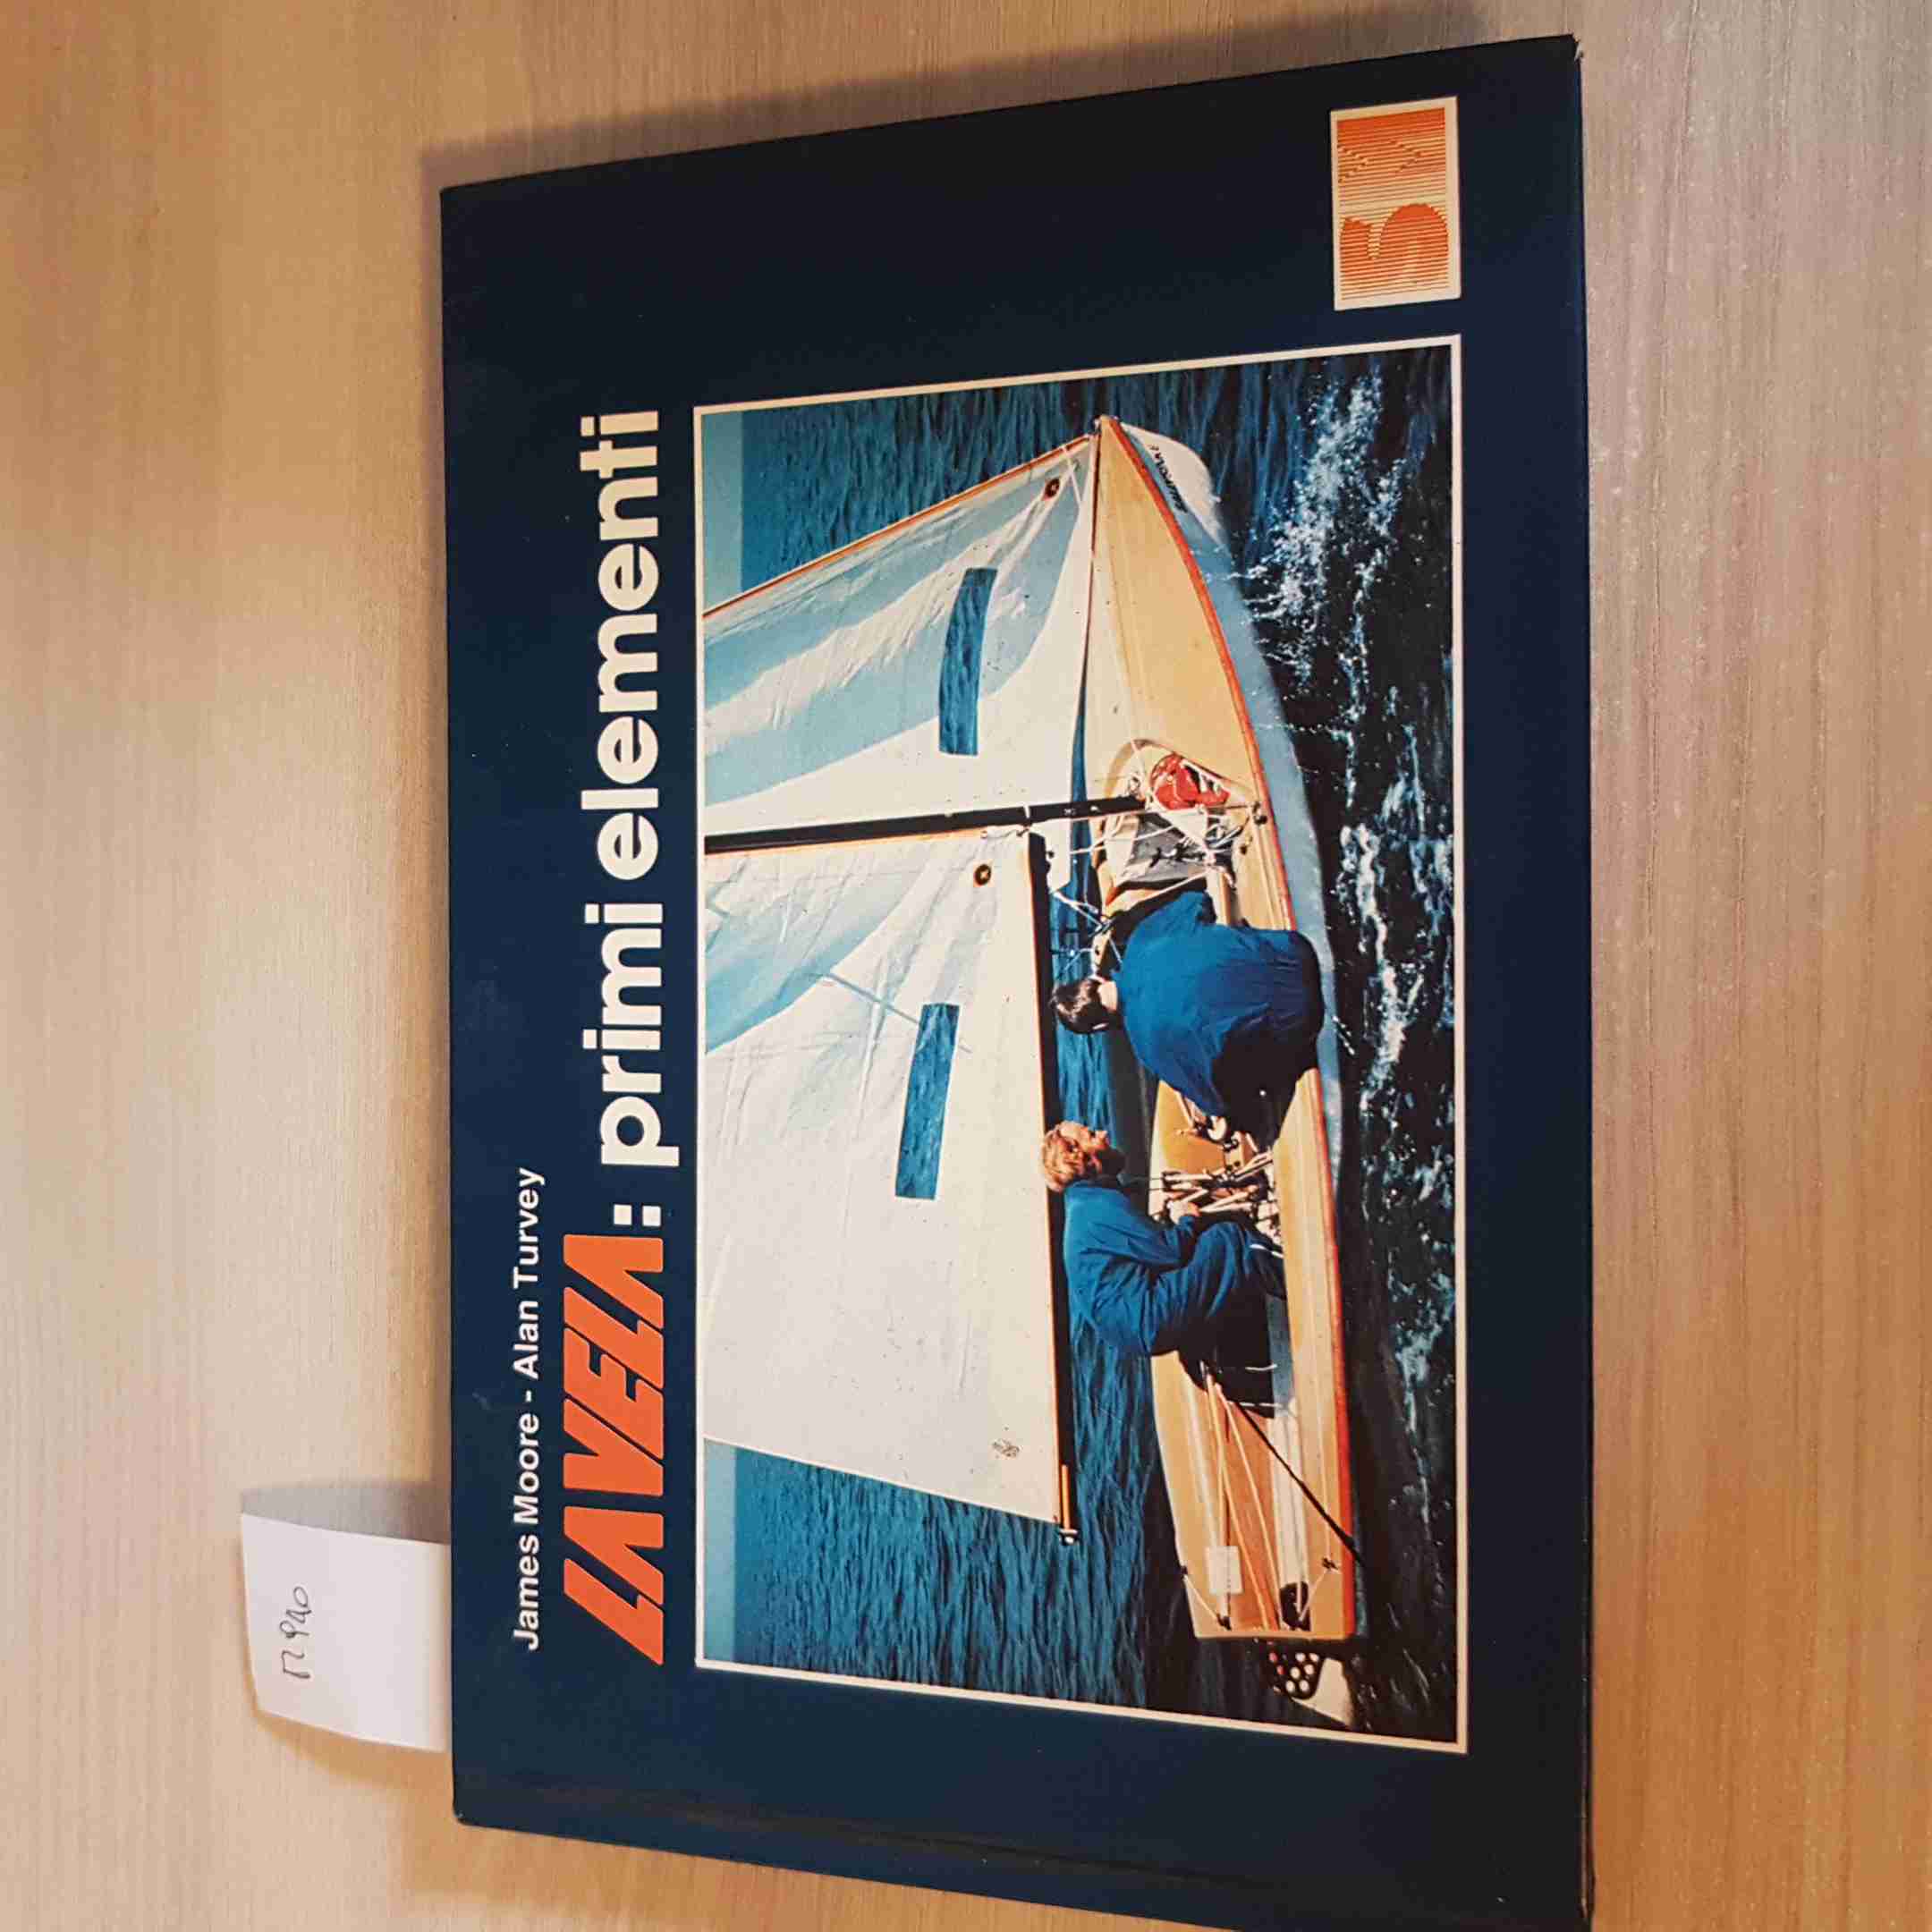 James Moore - Alan Turvey
LA VELA: primi elementi